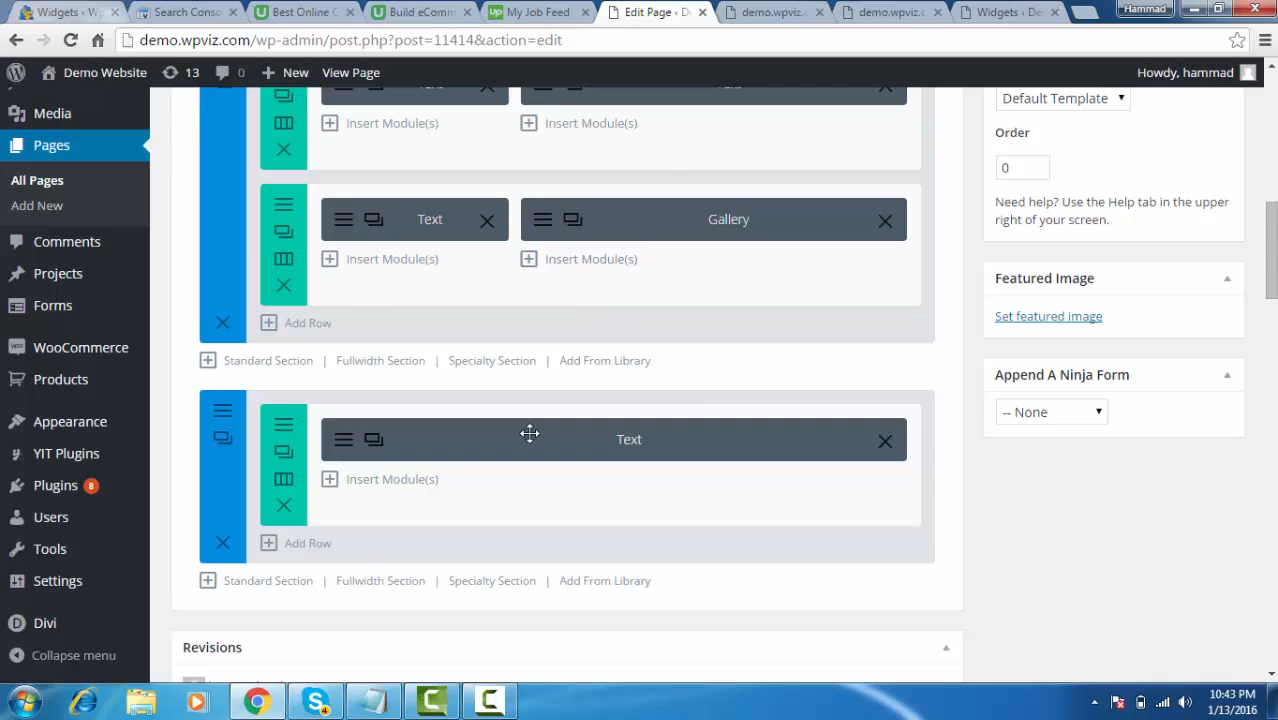 Widgets ‹ Wp
Search Conso
Best Online C
Build eComm
My Job Feed
Edit Page ‹ D
demo.wpviz.c
demo.wpviz.c
Widgets ‹ De
Hammad
demo.wpviz.com/wp-admin/post.php?post=11414&action=edit
Demo Website
13
0
New
View Page
Howdy, hammad
Media
Pages
All Pages
Add New
Comments
Projects
Forms
WooCommerce
Products
Appearance
YIT Plugins
Plugins 8
Users
Tools
Settings
Divi
Collapse menu
Insert Module(s)
Insert Module(s)
Text
Gallery
Insert Module(s)
Insert Module(s)
Add Row
Standard Section | Fullwidth Section | Specialty Section | Add From Library
Text
Insert Module(s)
Add Row
Standard Section | Fullwidth Section | Specialty Section | Add From Library
Revisions
Default Template
Order
0
Need help? Use the Help tab in the upper
right of your screen.
Featured Image
Set featured image
Append A Ninja Form
-- None
10:43 PM
1/13/2016